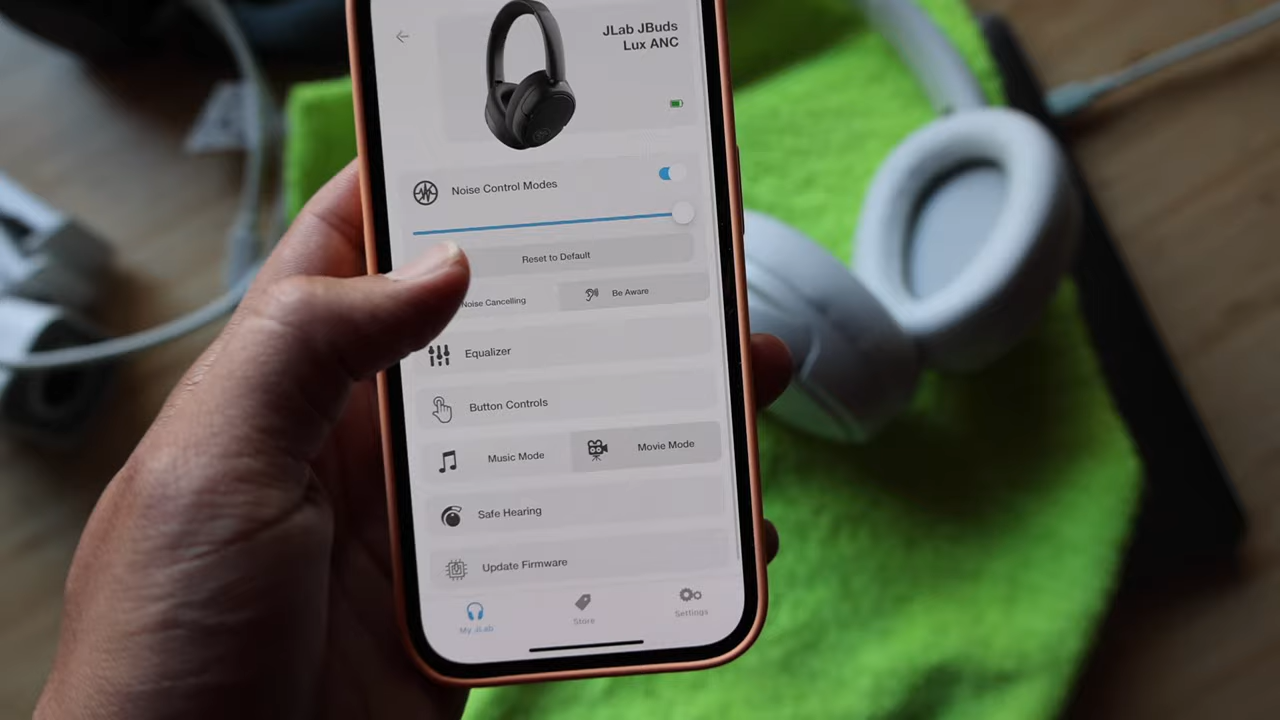 JLab JBuds
Lux ANC
Noise Control Modes
Reset to Default
Noise Cancelling
Be Aware
Equalizer
Button Controls
Music Mode
Movie Mode
Safe Hearing
Update Firmware
My JLab
Store
Settings